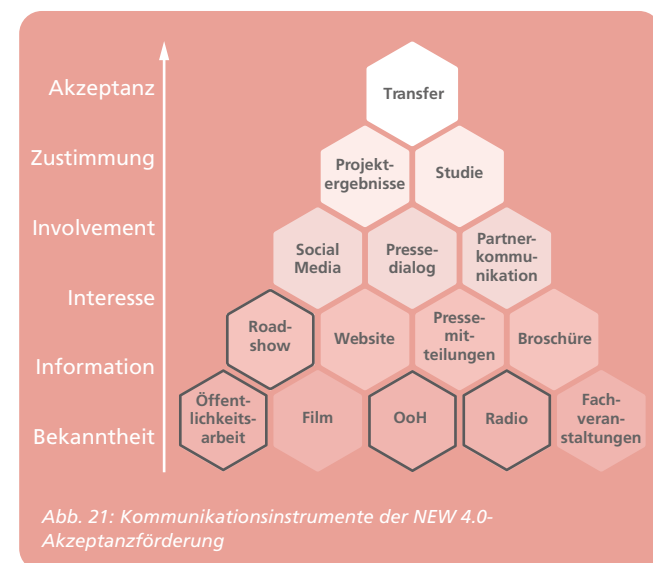 Akzeptanz
Zustimmung
Involvement
Interesse
Information
Bekanntheit
Transfer
Projekt-
ergebnisse
Studie
Social
Media
Presse-
dialog
Partner-
kommu-
nikation
Road-
show
Website
Presse-
mit-
teilungen
Broschüre
Öffent-
lichkeits-
arbeit
Film
OoH
Radio
Fach-
veran-
staltungen
Abb. 21: Kommunikationsinstrumente der NEW 4.0-
Akzeptanzförderung